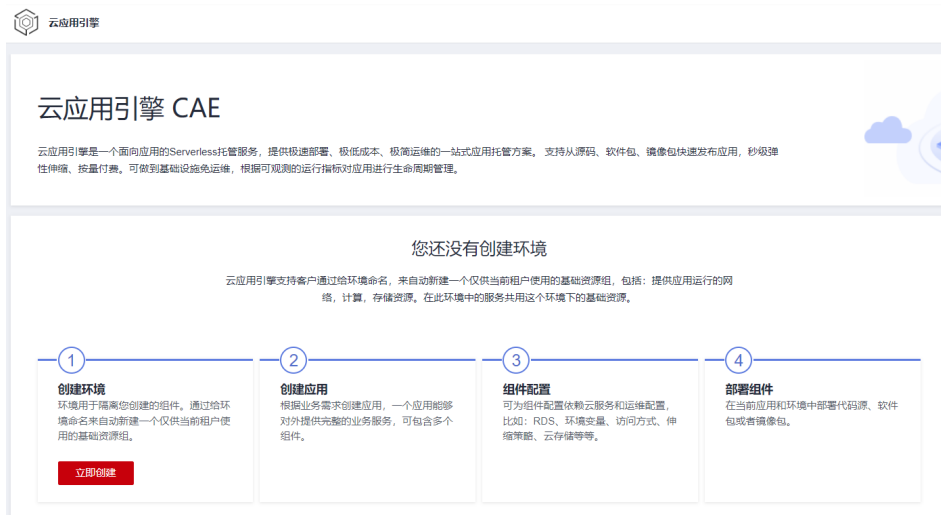 云应用引擎
云应用引擎 CAE
云应用引擎是一个面向应用的Serverless托管服务，提供极速部署、极低成本、极简运维的一站式应用托管方案。 支持从源码、软件包、镜像包快速发布应用，秒级弹
性伸缩、按量付费。可做到基础设施免运维，根据可观测的运行指标对应用进行生命周期管理。
您还没有创建环境
云应用引擎支持客户通过给环境命名，来自动新建一个仅供当前租户使用的基础资源组，包括：提供应用运行的网
络，计算，存储资源。在此环境中的服务共用这个环境下的基础资源。
1
创建环境
环境用于隔离您创建的组件。通过给环
境命名来自动新建一个仅供当前租户使
用的基础资源组。
立即创建
2
创建应用
根据业务需求创建应用，一个应用能够
对外提供完整的业务服务，可包含多个
组件。
3
组件配置
可为组件配置依赖云服务和运维配置，
比如：RDS、环境变量、访问方式、伸
缩策略、云存储等等。
4
部署组件
在当前应用和环境中部署代码源、软件
包或者镜像包。